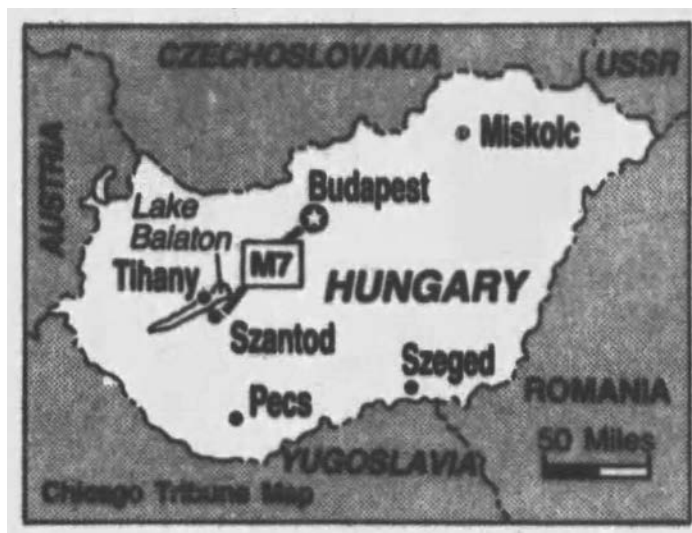 CZECHOSLOVAKIA
USSR
AUSTRIA
Miskolc
Budapest
Lake
Balaton
M7
Tihany
HUNGARY
Szantod
Szeged
Pecs
ROMANIA
50 Miles
YUGOSLAVIA
Chicago Tribune Map